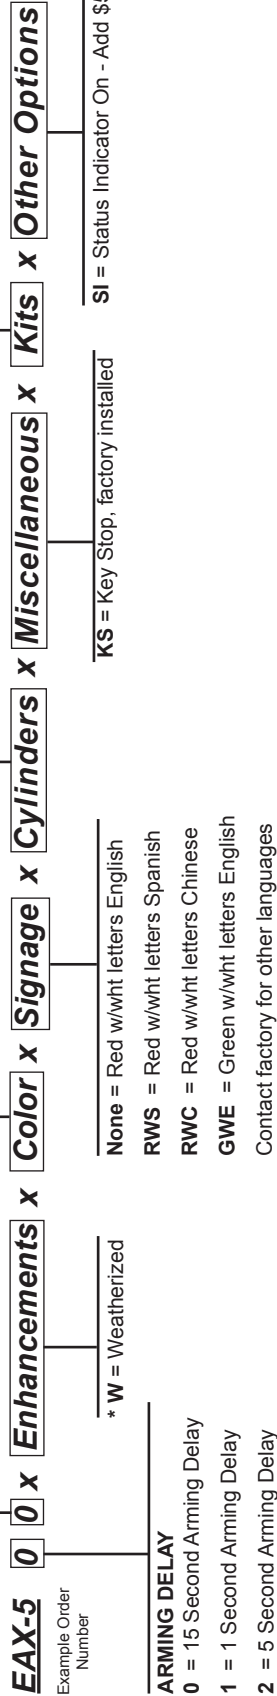 EAX-5 0 0 x Enhancements x Color x Signage x Cylinders x Miscellaneous x Kits x Other Options
Example Order
Number
ARMING DELAY
0 = 15 Second Arming Delay
1 = 1 Second Arming Delay
2 = 5 Second Arming Delay
* W = Weatherized
None = Red w/wht letters English
RWS = Red w/wht letters Spanish
RWC = Red w/wht letters Chinese
GWE = Green w/wht letters English
Contact factory for other languages
KS = Key Stop, factory installed
SI = Status Indicator On - Add